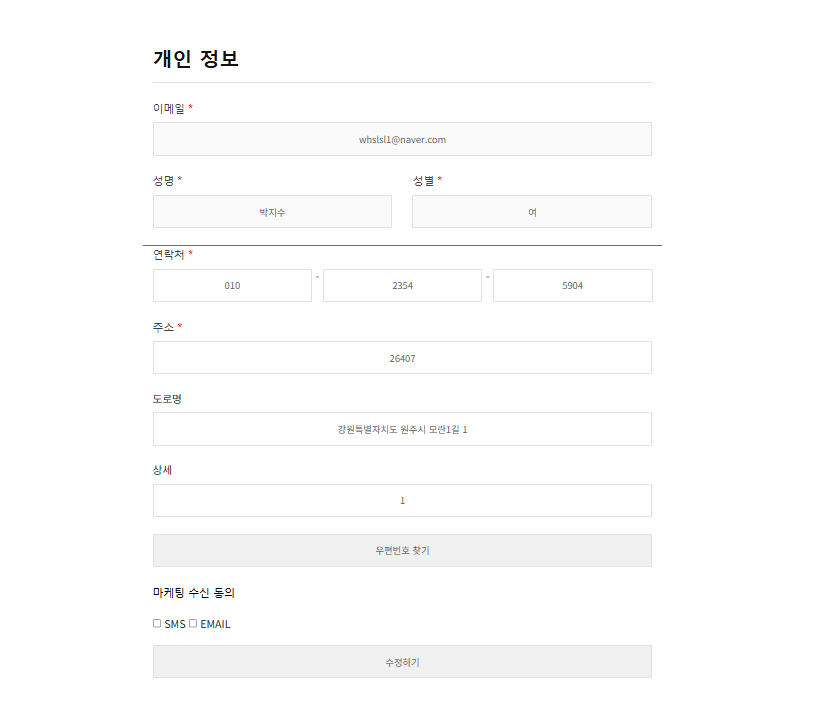 개인 정보
이메일 *
whslsl1@naver.com
성명 * 성별 *
박지수 여
연락처 *
010 - 2354 - 5904
주소 *
26407
도로명
강원특별자치도 원주시 모란1길 1
상세
1
우편번호 찾기
마케팅 수신 동의
SMS EMAIL
수정하기